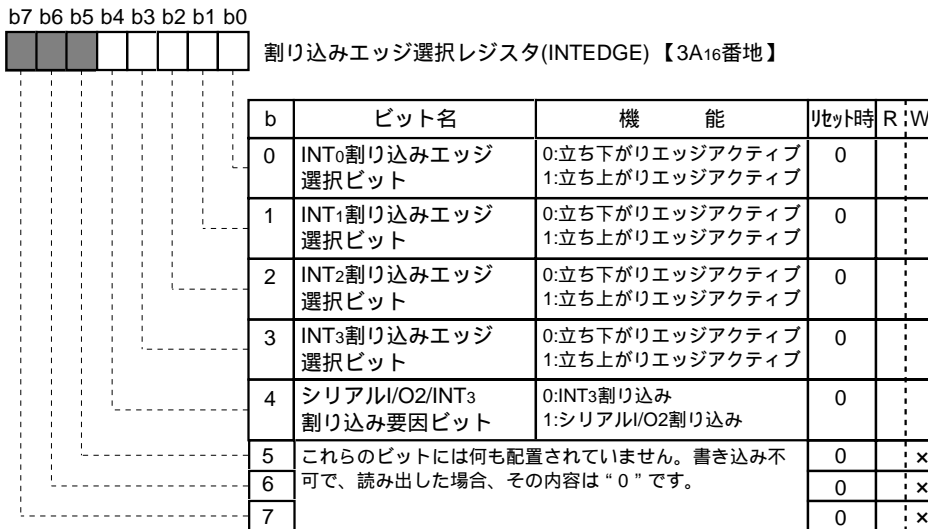 b7 b6 b5 b4 b3 b2 b1 b0
割り込みエッジ選択レジスタ(INTEDGE)【3A16番地】
b ビット名 機 能 リセット時 R W
0 INT0割り込みエッジ 0:立ち下がりエッジアクティブ 0
選択ビット 1:立ち上がりエッジアクティブ
1 INT1割り込みエッジ 0:立ち下がりエッジアクティブ 0
選択ビット 1:立ち上がりエッジアクティブ
2 INT2割り込みエッジ 0:立ち下がりエッジアクティブ 0
選択ビット 1:立ち上がりエッジアクティブ
3 INT3割り込みエッジ 0:立ち下がりエッジアクティブ 0
選択ビット 1:立ち上がりエッジアクティブ
4 シリアルI/O2/INT3 0:INT3割り込み 0
割り込み要因ビット 1:シリアルI/O2割り込み
5 これらのビットには何も配置されていません。書き込み不 0 ×
6 可で、読み出した場合、その内容は“0”です。 0 ×
7 0 ×